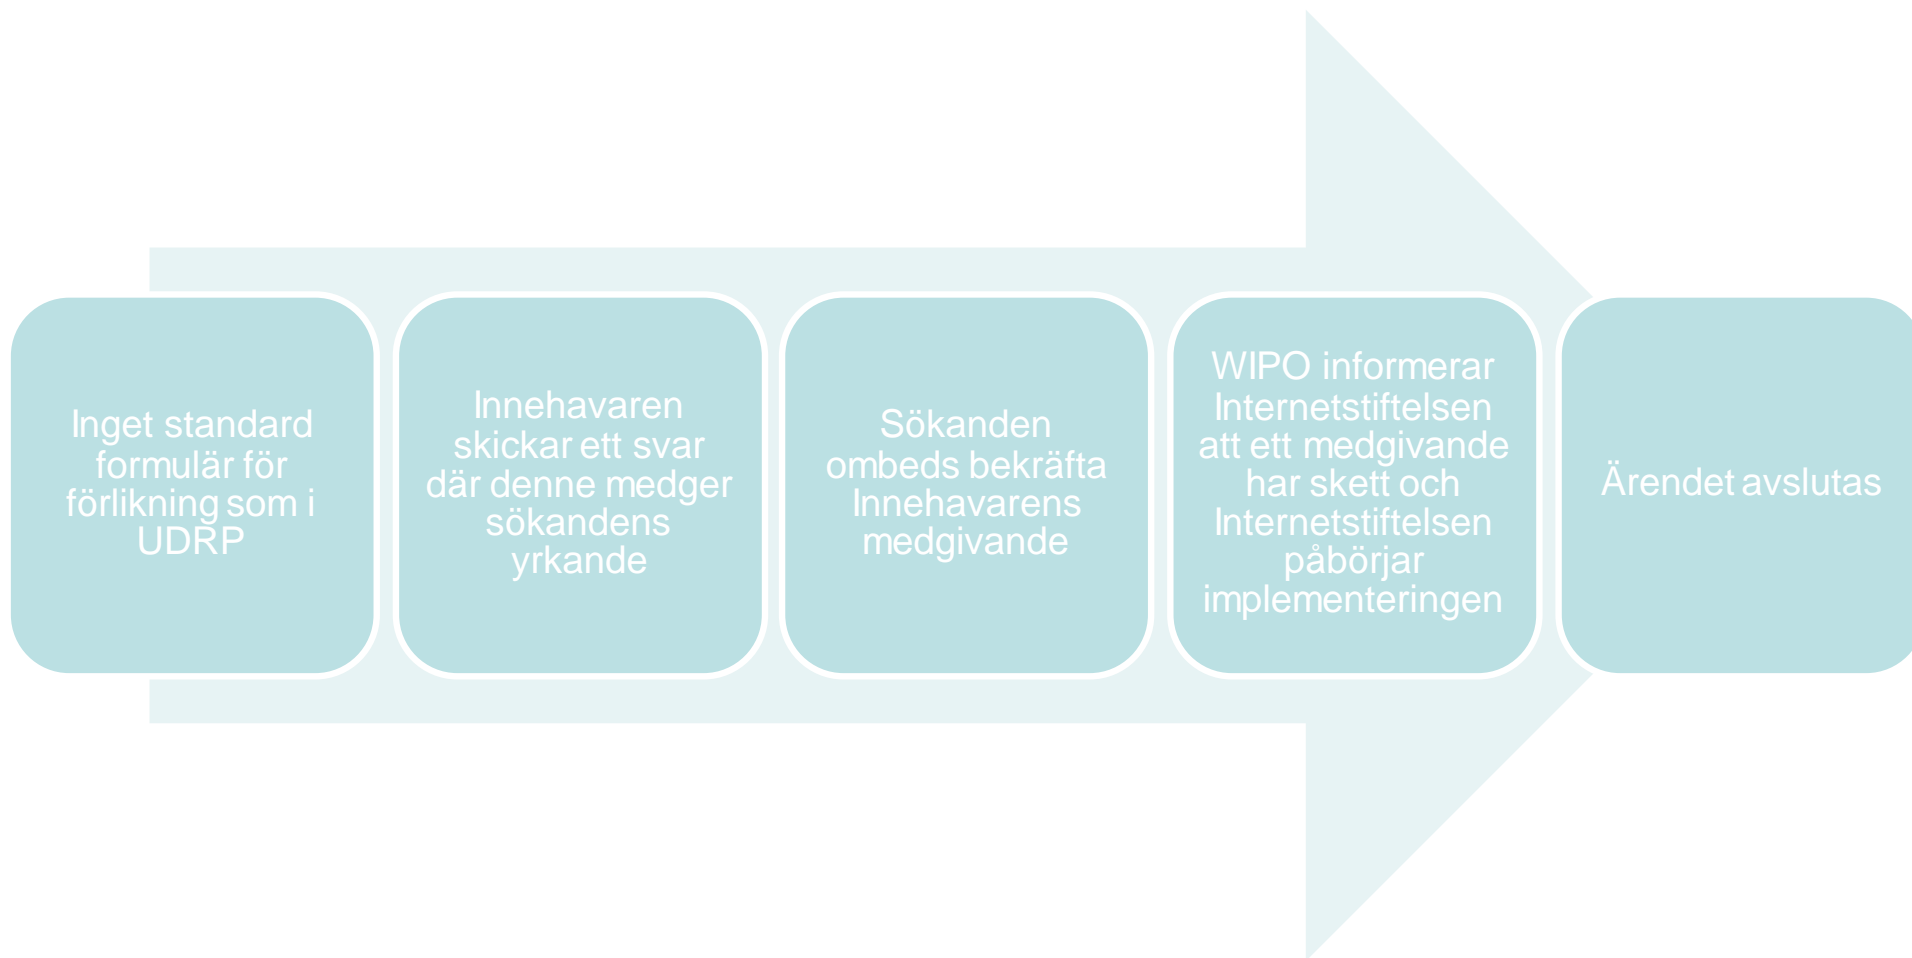 Inget standard
formulär för
förlikning som i
UDRP
Innehavaren
skickar ett svar
där denne medger
sökandens
yrkande
Sökanden
ombeds bekräfta
Innehavarens
medgivande
WIPO informerar
Internetstiftelsen
att ett medgivande
har skett och
Internetstiftelsen
påbörjar
implementeringen
Ärendet avslutas